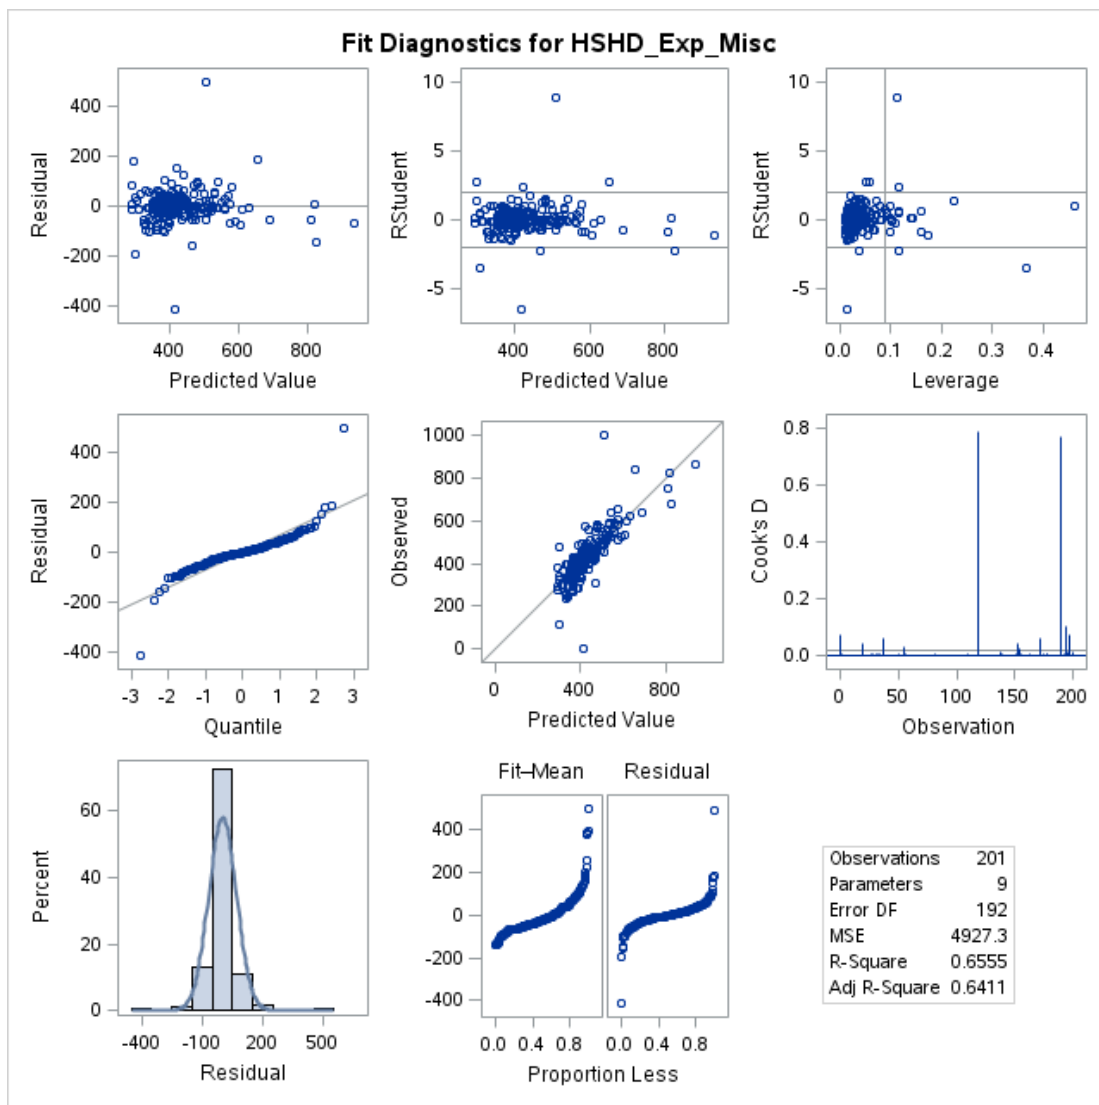 Fit Diagnostics for HSHD_Exp_Misc
400
200
0
-200
-400
Residual
400 600 800
Predicted Value
10
5
0
-5
RStudent
400 600 800
Predicted Value
10
5
0
-5
RStudent
0.0 0.1 0.2 0.3 0.4
Leverage
400
200
0
-200
-400
Residual
-3 -2 -1 0 1 2 3
Quantile
1000
800
600
400
200
0
Observed
0 400 800
Predicted Value
0.8
0.6
0.4
0.2
0.0
Cook's D
0 50 100 150 200
Observation
60
40
20
0
Percent
-400 -100 200 500
Residual
Fit–Mean Residual
400
200
0
-200
-400
0.0 0.4 0.8 0.0 0.4 0.8
Proportion Less
Observations 201
Parameters 9
Error DF 192
MSE 4927.3
R-Square 0.6555
Adj R-Square 0.6411